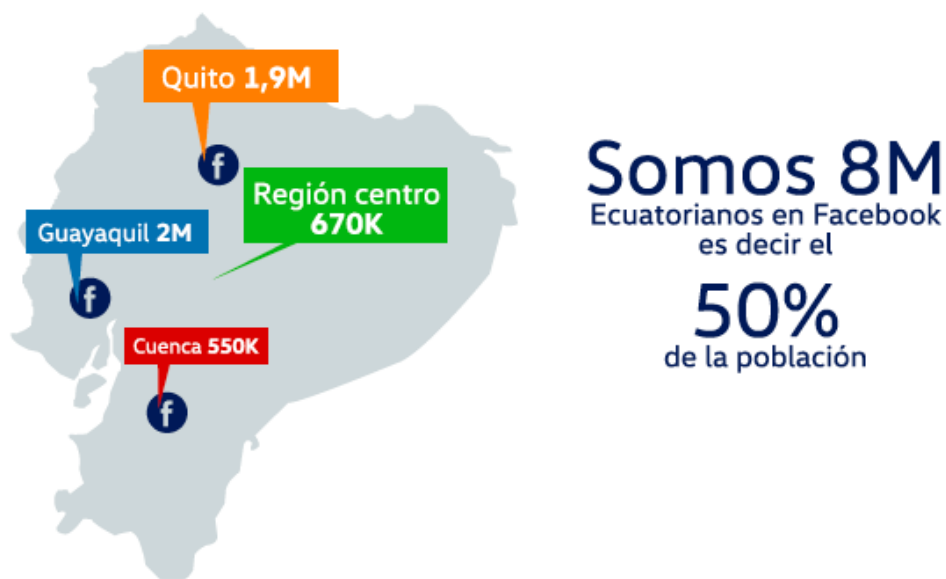 Quito 1,9M
Región centro
670K
Guayaquil 2M
Cuenca 550K
Somos 8M
Ecuatorianos en Facebook
es decir el
50%
de la población